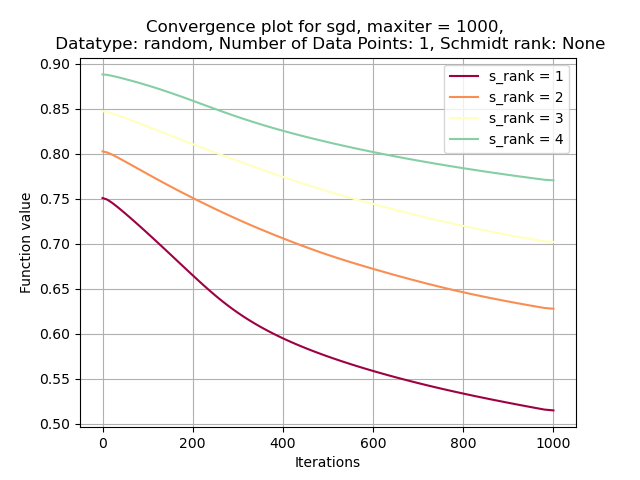 Convergence plot for sgd, maxiter = 1000,
Datatype: random, Number of Data Points: 1, Schmidt rank: None
0.90
0.85
0.80
0.75
0.70
0.65
0.60
0.55
0.50
Function value
s_rank = 1
s_rank = 2
s_rank = 3
s_rank = 4
0 200 400 600 800 1000
Iterations